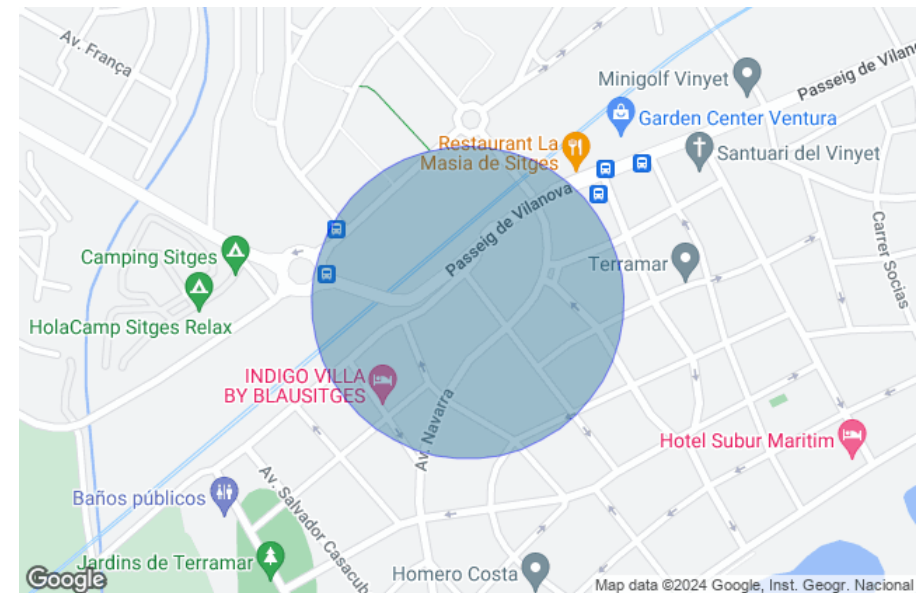 Av. França
Minigolf Vinyet
Passeig de Vilano
Garden Center Ventura
Restaurant La
Masia de Sitges
Santuari del Vinyet
Passeig de Vilanova
Carrer Socias
Camping Sitges
Terramar
HolaCamp Sitges Relax
INDIGO VILLA
BY BLAUSITGES
Av. Navarra
Hotel Subur Maritim
Baños públicos
Av. Salvador Casacub
Jardins de Terramar
Homero Costa
Google
Map data ©2024 Google, Inst. Geogr. Nacional